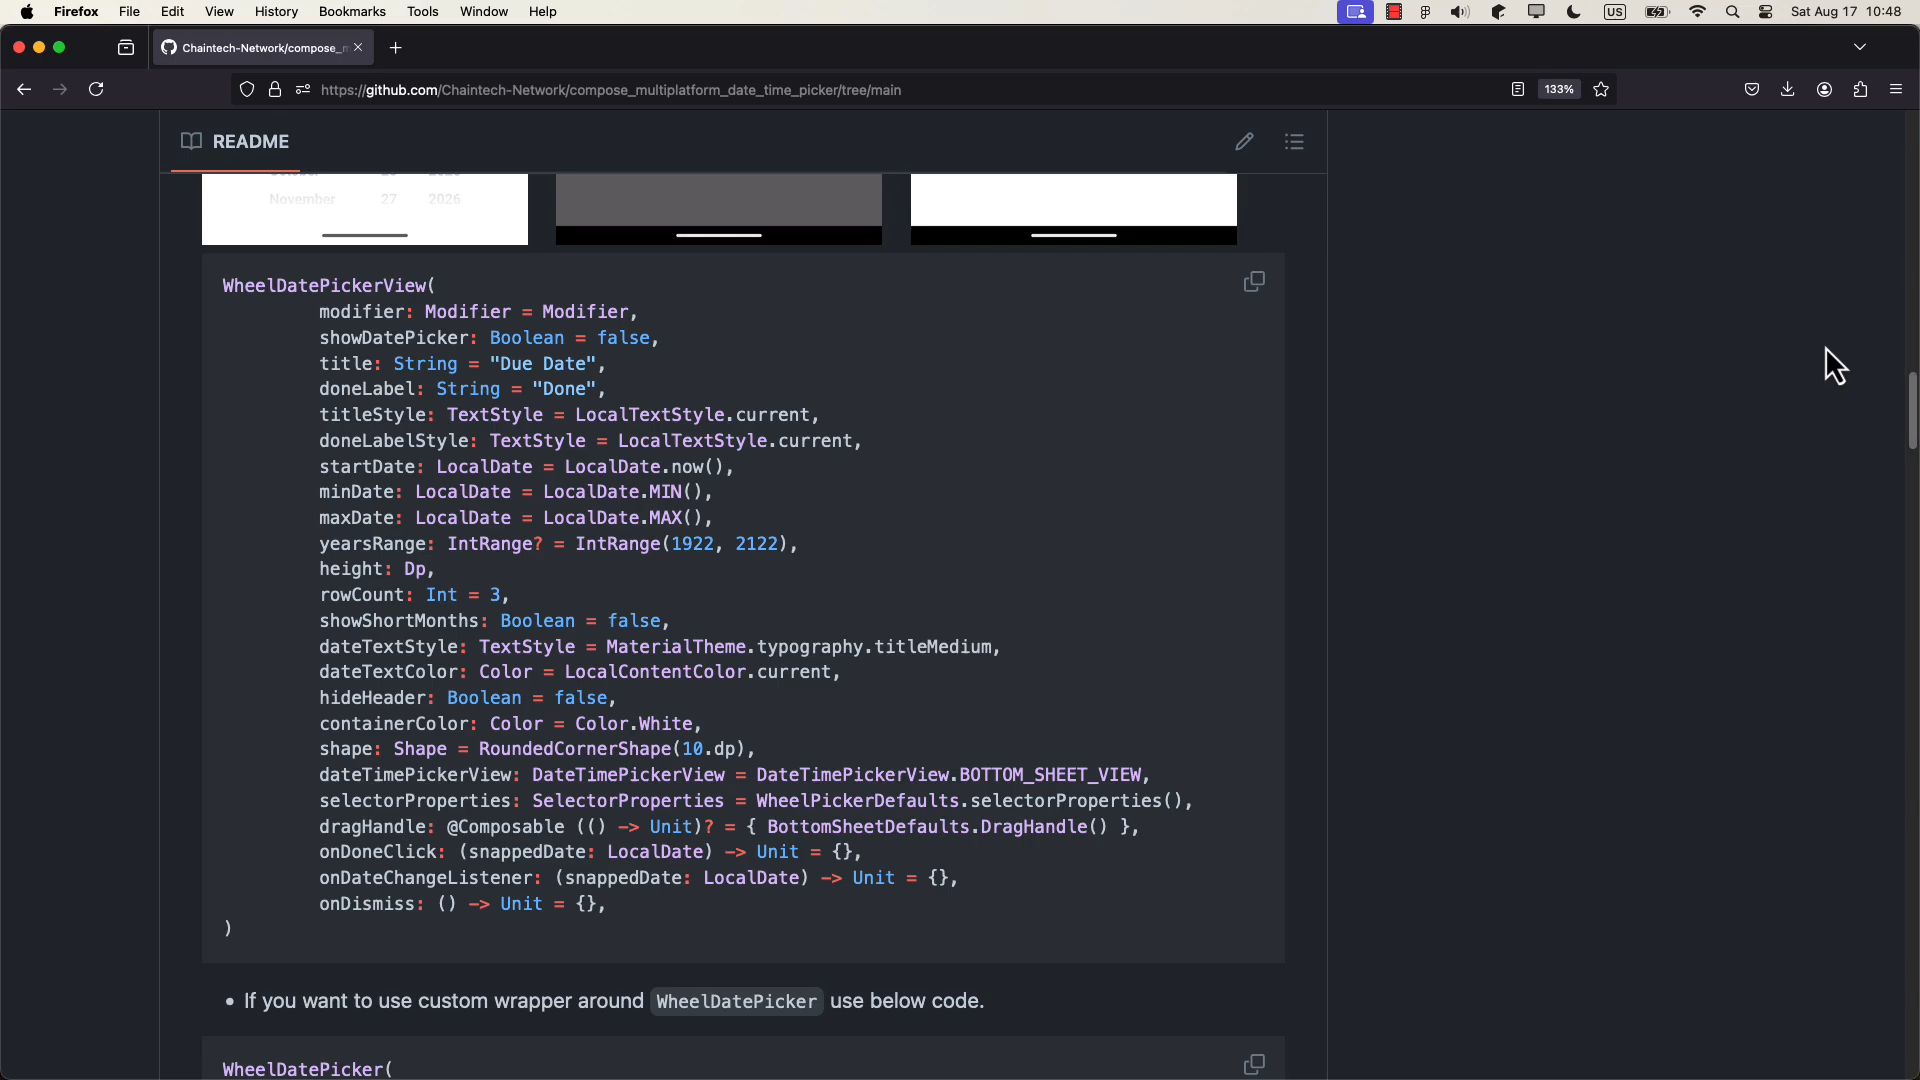 Firefox File Edit View History Bookmarks Tools Window Help US Sat Aug 17 10:48
Chaintech-Network/compose_m
https://github.com/Chaintech-Network/compose_multiplatform_date_time_picker/tree/main 133%
README
October
November 27 2026
WheelDatePickerView(
modifier: Modifier = Modifier,
showDatePicker: Boolean = false,
title: String = "Due Date",
doneLabel: String = "Done",
titleStyle: TextStyle = LocalTextStyle.current,
doneLabelStyle: TextStyle = LocalTextStyle.current,
startDate: LocalDate = LocalDate.now(),
minDate: LocalDate = LocalDate.MIN(),
maxDate: LocalDate = LocalDate.MAX(),
yearsRange: IntRange? = IntRange(1922, 2122),
height: Dp,
rowCount: Int = 3,
showShortMonths: Boolean = false,
dateTextStyle: TextStyle = MaterialTheme.typography.titleMedium,
dateTextColor: Color = LocalContentColor.current,
hideHeader: Boolean = false,
containerColor: Color = Color.White,
shape: Shape = RoundedCornerShape(10.dp),
dateTimePickerView: DateTimePickerView = DateTimePickerView.BOTTOM_SHEET_VIEW,
selectorProperties: SelectorProperties = WheelPickerDefaults.selectorProperties(),
dragHandle: @Composable (() -> Unit)? = { BottomSheetDefaults.DragHandle() },
onDoneClick: (snappedDate: LocalDate) -> Unit = {},
onDateChangeListener: (snappedDate: LocalDate) -> Unit = {},
onDismiss: () -> Unit = {},
)
• If you want to use custom wrapper around WheelDatePicker use below code.
WheelDatePicker(